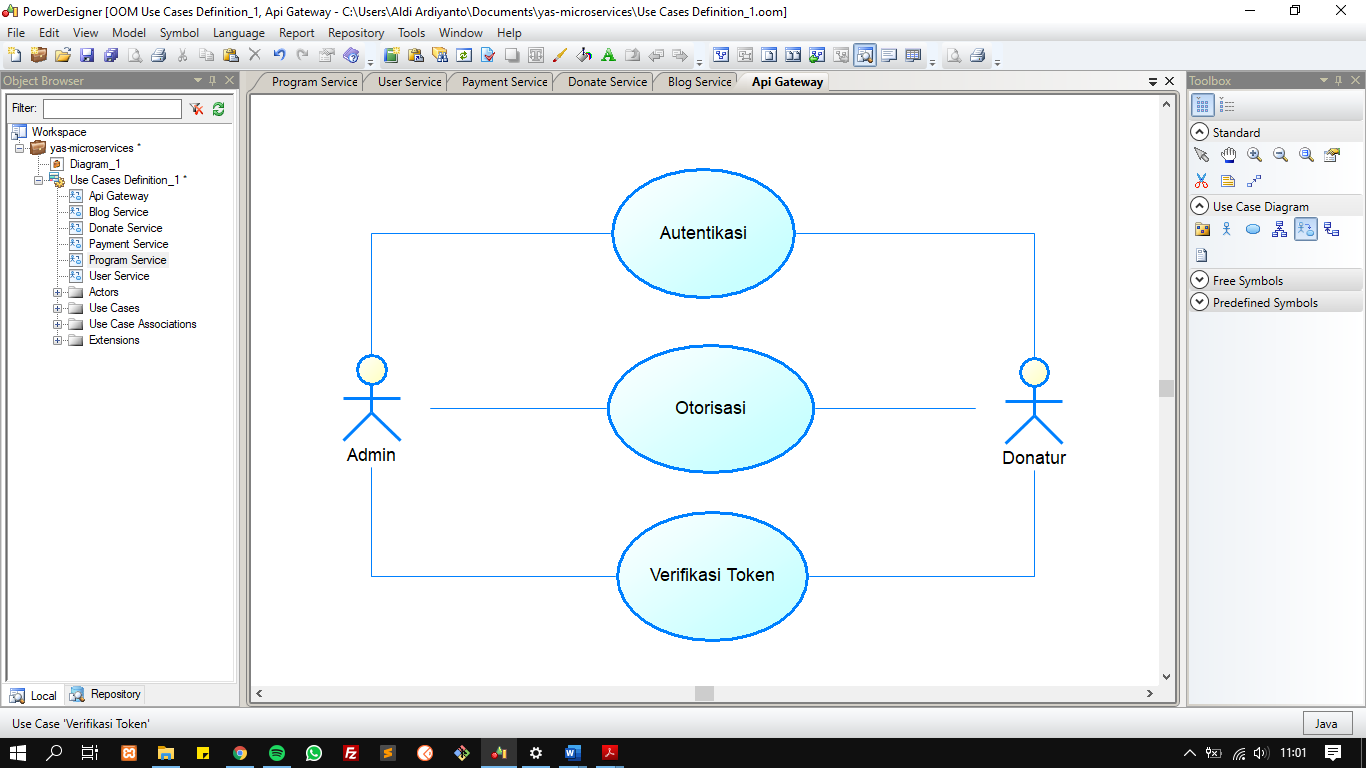 PowerDesigner [OOM Use Cases Definition_1, Api Gateway - C:\Users\Aldi Ardiyanto\Documents\yas-microservices\Use Cases Definition_1.oom]
File Edit View Model Symbol Language Report Repository Tools Window Help
Object Browser
Filter:
Workspace
yas-microservices *
Diagram_1
Use Cases Definition_1 *
Api Gateway
Blog Service
Donate Service
Payment Service
Program Service
User Service
Actors
Use Cases
Use Case Associations
Extensions
Local Repository
Program Service User Service Payment Service Donate Service Blog Service Api Gateway
Autentikasi
Otorisasi
Admin
Donatur
Verifikasi Token
Toolbox
Standard
Use Case Diagram
Free Symbols
Predefined Symbols
Use Case 'Verifikasi Token'
Java
11:01